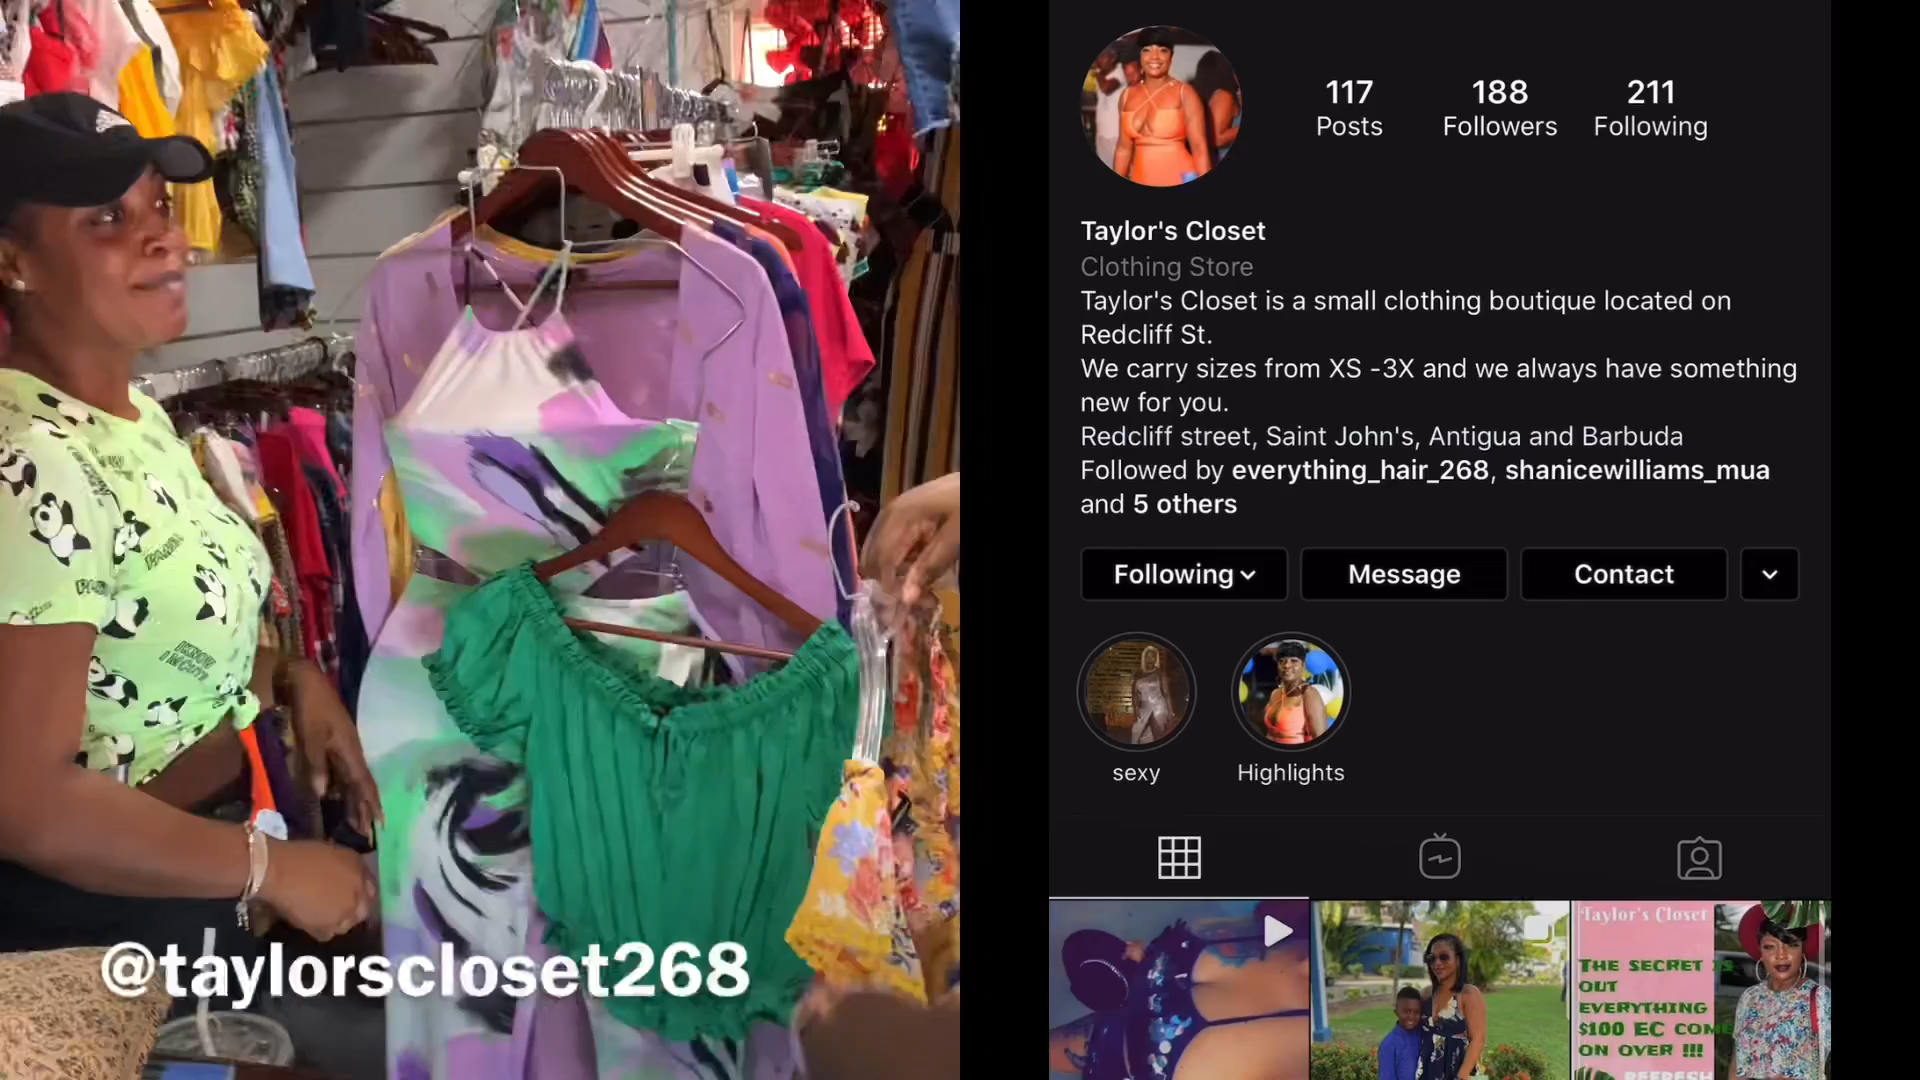 @taylorscloset268
117
Posts
188
Followers
211
Following
Taylor's Closet
Clothing Store
Taylor's Closet is a small clothing boutique located on
Redcliff St.
We carry sizes from XS -3X and we always have something
new for you.
Redcliff street, Saint John's, Antigua and Barbuda
Followed by everything_hair_268, shanicewilliams_mua
and 5 others
Following
Message
Contact
sexy
Highlights
Taylor's Closet
THE SECRET IS
OUT
EVERYTHING
$100 EC COME
ON OVER !!!
REFRESH